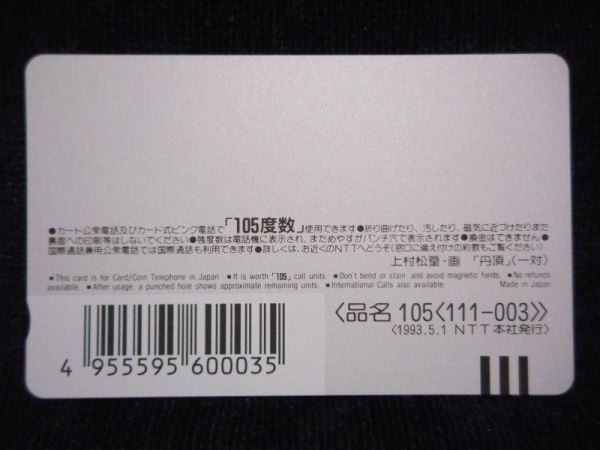 ●カード公衆電話及びカード式ピンク電話で「105度数」使用できます●折り曲げたり、汚したり、磁気に近づけたりまた
裏面への印刷等はしないでください●残度数は電話機に表示され、まためやすがパンチ穴で表示されます●換金はできません●
国際通話兼用公衆電話では国際通話も利用できます●詳しくは、お近くのNTTへどうぞ(窓口に備え付けの約款もご覧ください)
上村松篁・画 「丹頂」(一対)
■This card is for Card/Coin Telephone in Japan ■It is worth「105」call units. ■Don't bend or stain and avoid magnetic fields. ■No refunds
available. ■After usage a punched hole shows approximate remaining units. ■International Calls also available. Made in Japan
〈品名 105〈111-003〉〉
〈1993.5.1 NTT本社発行〉
4 955595 600035